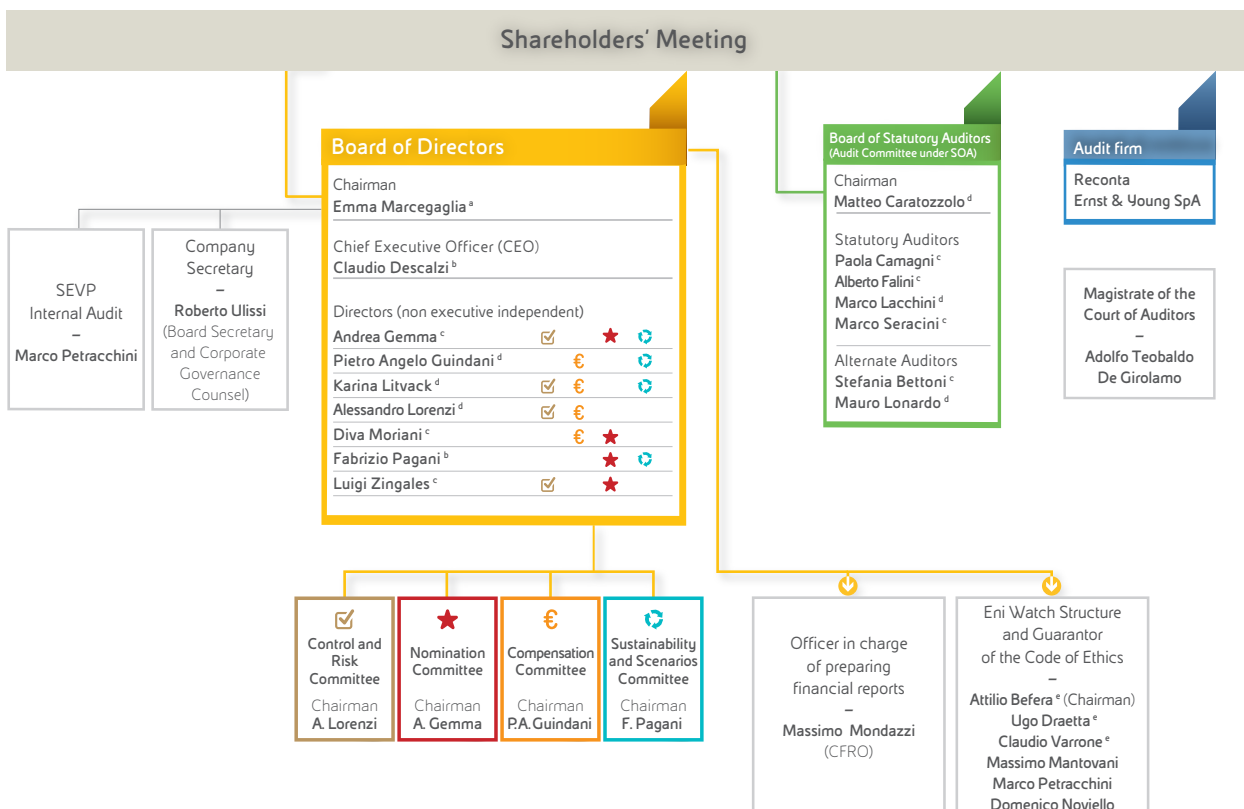 Shareholders' Meeting
Board of Directors
Chairman
Emma Marcegaglia a
Chief Executive Officer (CEO)
Claudio Descalzi b
Directors (non executive independent)
Andrea Gemma c
Pietro Angelo Guindani d €
Karina Litvack d €
Alessandro Lorenzi d €
Diva Moriani c €
Fabrizio Pagani b
Luigi Zingales c
Board of Statutory Auditors
(Audit Committee under SOA)
Chairman
Matteo Caratozzolo d
Statutory Auditors
Paola Camagni c
Alberto Falini c
Marco Lacchini d
Marco Seracini c
Alternate Auditors
Stefania Bettoni c
Mauro Lonardo d
Audit firm
Reconta
Ernst & Young SpA
Magistrate of the
Court of Auditors
–
Adolfo Teobaldo
De Girolamo
SEVP
Internal Audit
–
Marco Petracchini
Company
Secretary
–
Roberto Ulissi
(Board Secretary
and Corporate
Governance
Counsel)
Control and
Risk
Committee
Chairman
A. Lorenzi
Nomination
Committee
Chairman
A. Gemma
€
Compensation
Committee
Chairman
P.A.Guindani
Sustainability
and Scenarios
Committee
Chairman
F. Pagani
Officer in charge
of preparing
financial reports
–
Massimo Mondazzi
(CFRO)
Eni Watch Structure
and Guarantor
of the Code of Ethics
–
Attilio Befera e (Chairman)
Ugo Draetta e
Claudio Varrone e
Massimo Mantovani
Marco Petracchini
Domenico Noviello